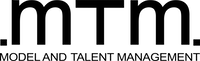 .mTm.
MODEL AND TALENT MANAGEMENT